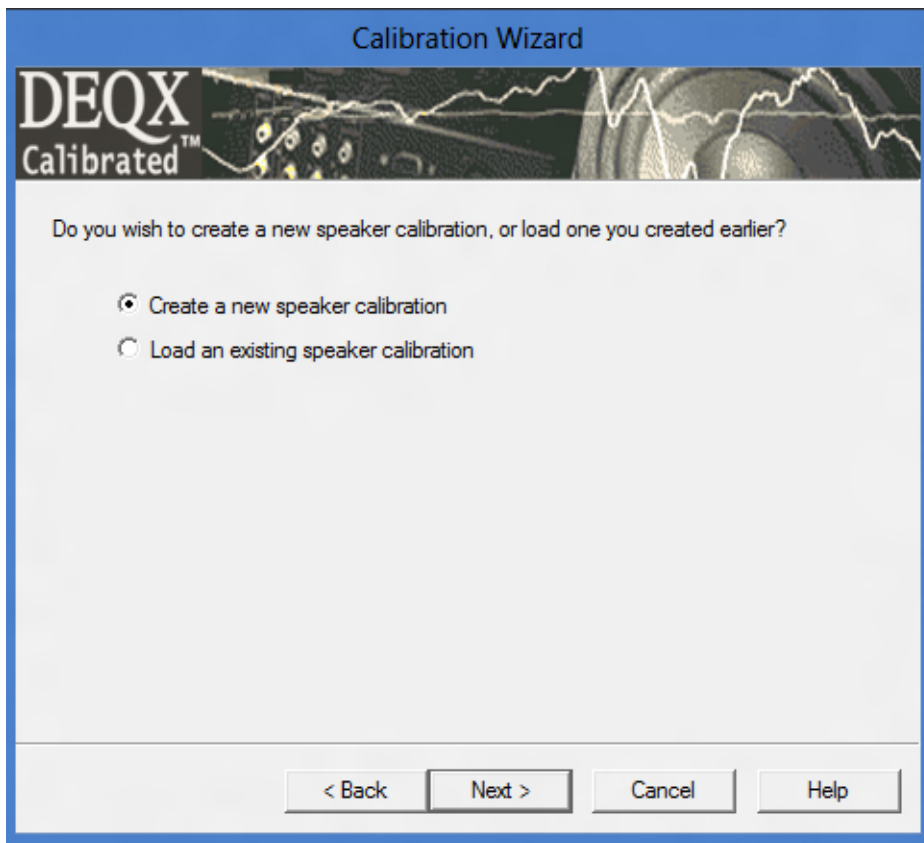 Calibration Wizard
DEQX
Calibrated™
Do you wish to create a new speaker calibration, or load one you created earlier?
Create a new speaker calibration
Load an existing speaker calibration
< Back Next > Cancel Help